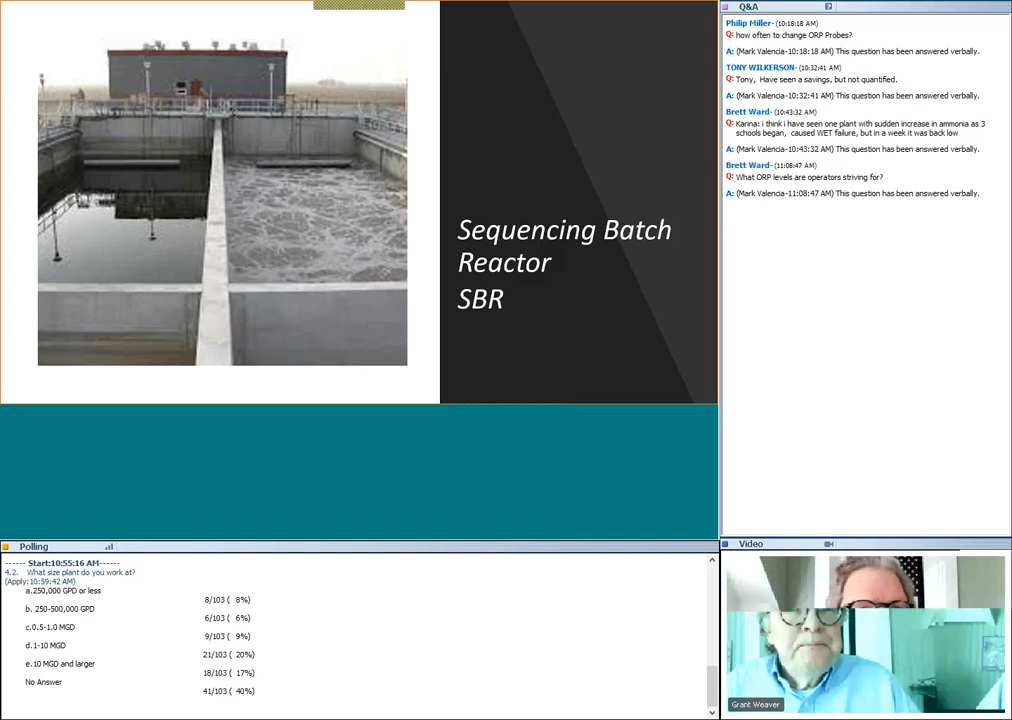 Sequencing Batch
Reactor
SBR
Q&A
Philip Miller- (10:18:18 AM)
Q: how often to change ORP Probes?
A: (Mark Valencia-10:18:18 AM) This question has been answered verbally.
TONY WILKERSON- (10:32:41 AM)
Q: Tony, Have seen a savings, but not quantified.
A: (Mark Valencia-10:32:41 AM) This question has been answered verbally.
Brett Ward- (10:43:32 AM)
Q: Karina: i think i have seen one plant with sudden increase in ammonia as 3
schools began, caused WET failure, but in a week it was back low
A: (Mark Valencia-10:43:32 AM) This question has been answered verbally.
Brett Ward- (11:08:47 AM)
Q: What ORP levels are operators striving for?
A: (Mark Valencia-11:08:47 AM) This question has been answered verbally.
Polling
------ Start:10:55:16 AM------
4.2. What size plant do you work at?
(Apply:10:59:42 AM)
a.250,000 GPD or less
8/103 ( 8%)
b. 250-500,000 GPD
6/103 ( 6%)
c.0.5-1.0 MGD
9/103 ( 9%)
d.1-10 MGD
21/103 ( 20%)
e.10 MGD and larger
18/103 ( 17%)
No Answer
41/103 ( 40%)
Video
Grant Weaver